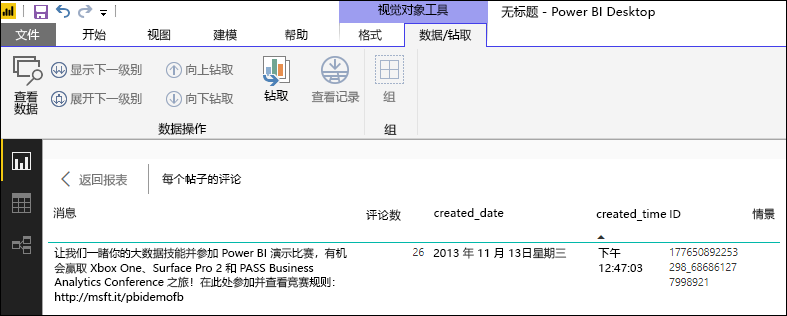 视觉对象工具
无标题 - Power BI Desktop
文件 开始 视图 建模 帮助 格式 数据/钻取
查看数据
显示下一级别
展开下一级别
向上钻取
向下钻取
钻取
查看记录
组
数据操作
组
返回报表 每个帖子的评论
消息 评论数 created_date created_time ID 情景
让我们一睹你的大数据技能并参加 Power BI 演示比赛，有机 26 2013 年 11 月 13日星期三 下午 177650892253
会赢取 Xbox One、Surface Pro 2 和 PASS Business 12:47:03 298_68686127
Analytics Conference 之旅！在此处参加并查看竞赛规则： 7998921
http://msft.it/pbidemofb